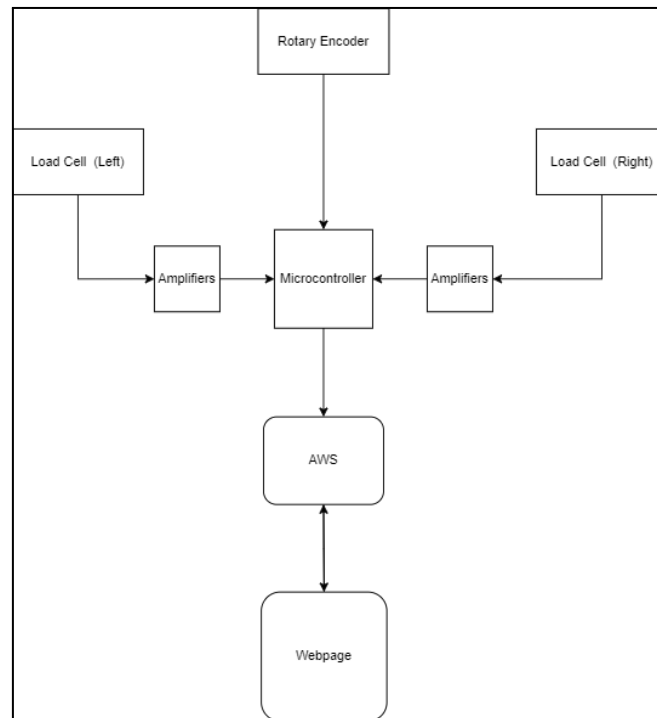 Rotary Encoder
Load Cell  (Left)
Load Cell  (Right)
Amplifiers
Microcontroller
Amplifiers
AWS
Webpage